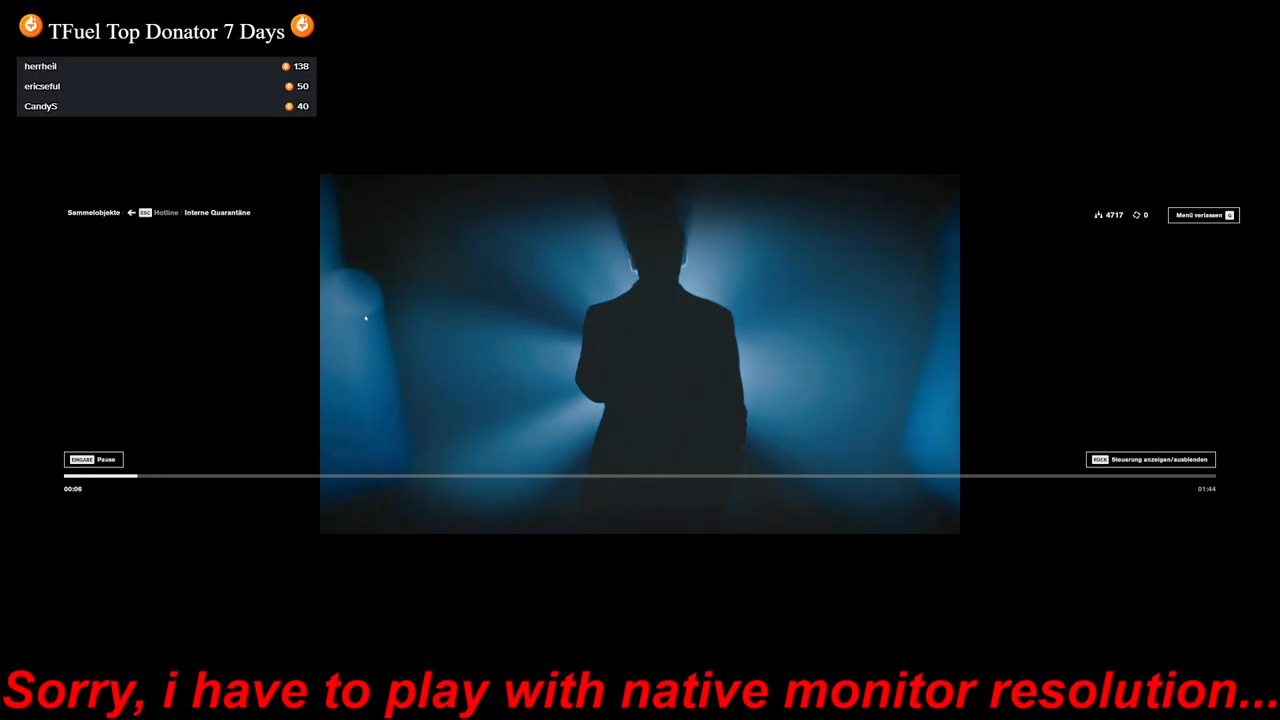 TFuel Top Donator 7 Days
herrheil 138
ericseful 50
CandyS 40
Sammelobjekte / ESC Hotline / Interne Quarantäne
4717 0 Menü verlassen G
EINGABE Pause
RÜCK Steuerung anzeigen/ausblenden
00:06 01:44
Sorry, i have to play with native monitor resolution...